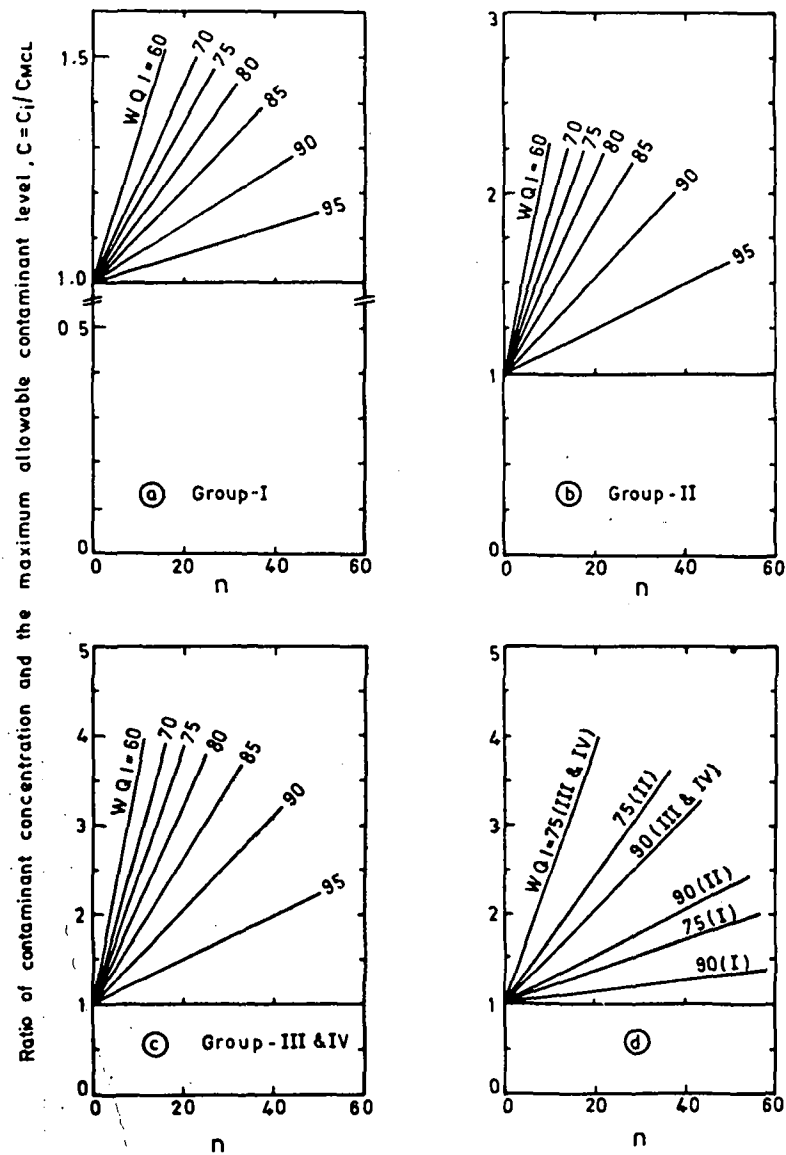 Ratio of contaminant concentration and the maximum allowable contaminant level, C = Ci/CMCL
1.5
1.0
0 5
0
WQI = 60
70
75
80
85
90
95
ⓐ Group-I
0 20 40 60
n
3
2
1
0
WQI = 60
70
75
80
85
90
95
ⓑ Group-II
0 20 40 60
n
5
4
3
2
1
0
WQI = 60
70
75
80
85
90
95
ⓒ Group-III &IV
0 20 40 60
n
5
4
3
2
1
0
WQI=75(III & IV)
75(II)
90(III & IV)
90(II)
75(I)
90(I)
ⓓ
0 20 40 60
n